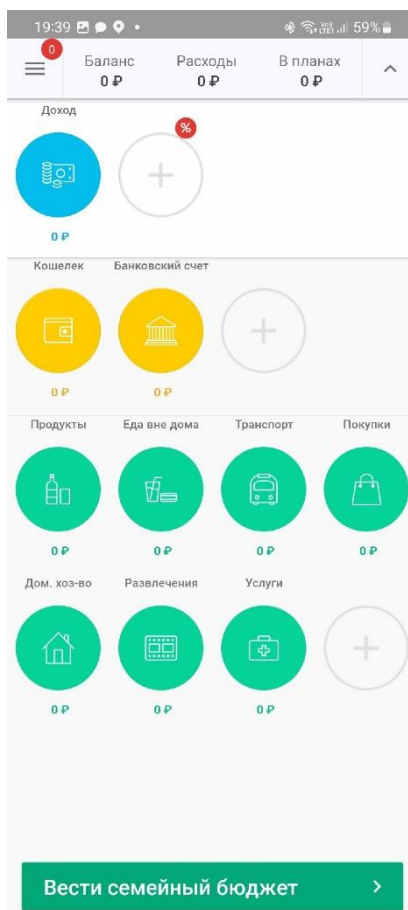 19:39 59%
0
Баланс Расходы В планах
0 ₽ 0 ₽ 0 ₽
Доход
%
0 ₽
Кошелек Банковский счет
0 ₽ 0 ₽
Продукты Еда вне дома Транспорт Покупки
0 ₽ 0 ₽ 0 ₽ 0 ₽
Дом. хоз-во Развлечения Услуги
0 ₽ 0 ₽ 0 ₽
Вести семейный бюджет